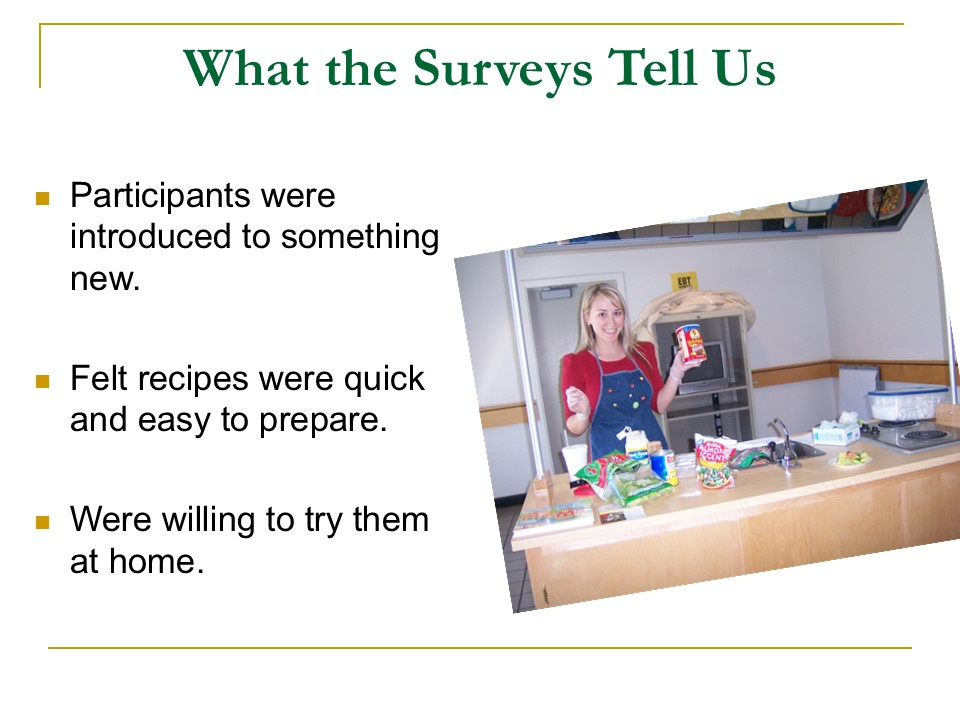 What the Surveys Tell Us
Participants were
introduced to something
new.
Felt recipes were quick
and easy to prepare.
Were willing to try them
at home.
EBT
ALMOND
ACCENTS